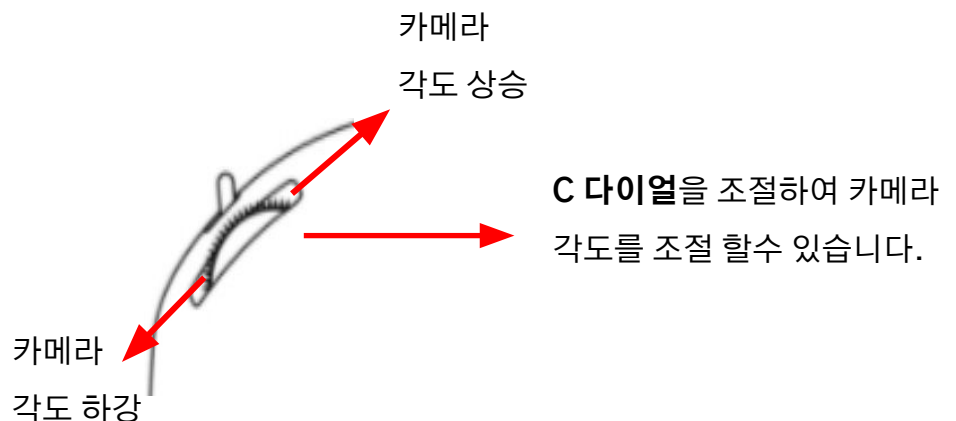 카메라
각도 상승
C 다이얼을 조절하여 카메라
각도를 조절 할수 있습니다.
카메라
각도 하강